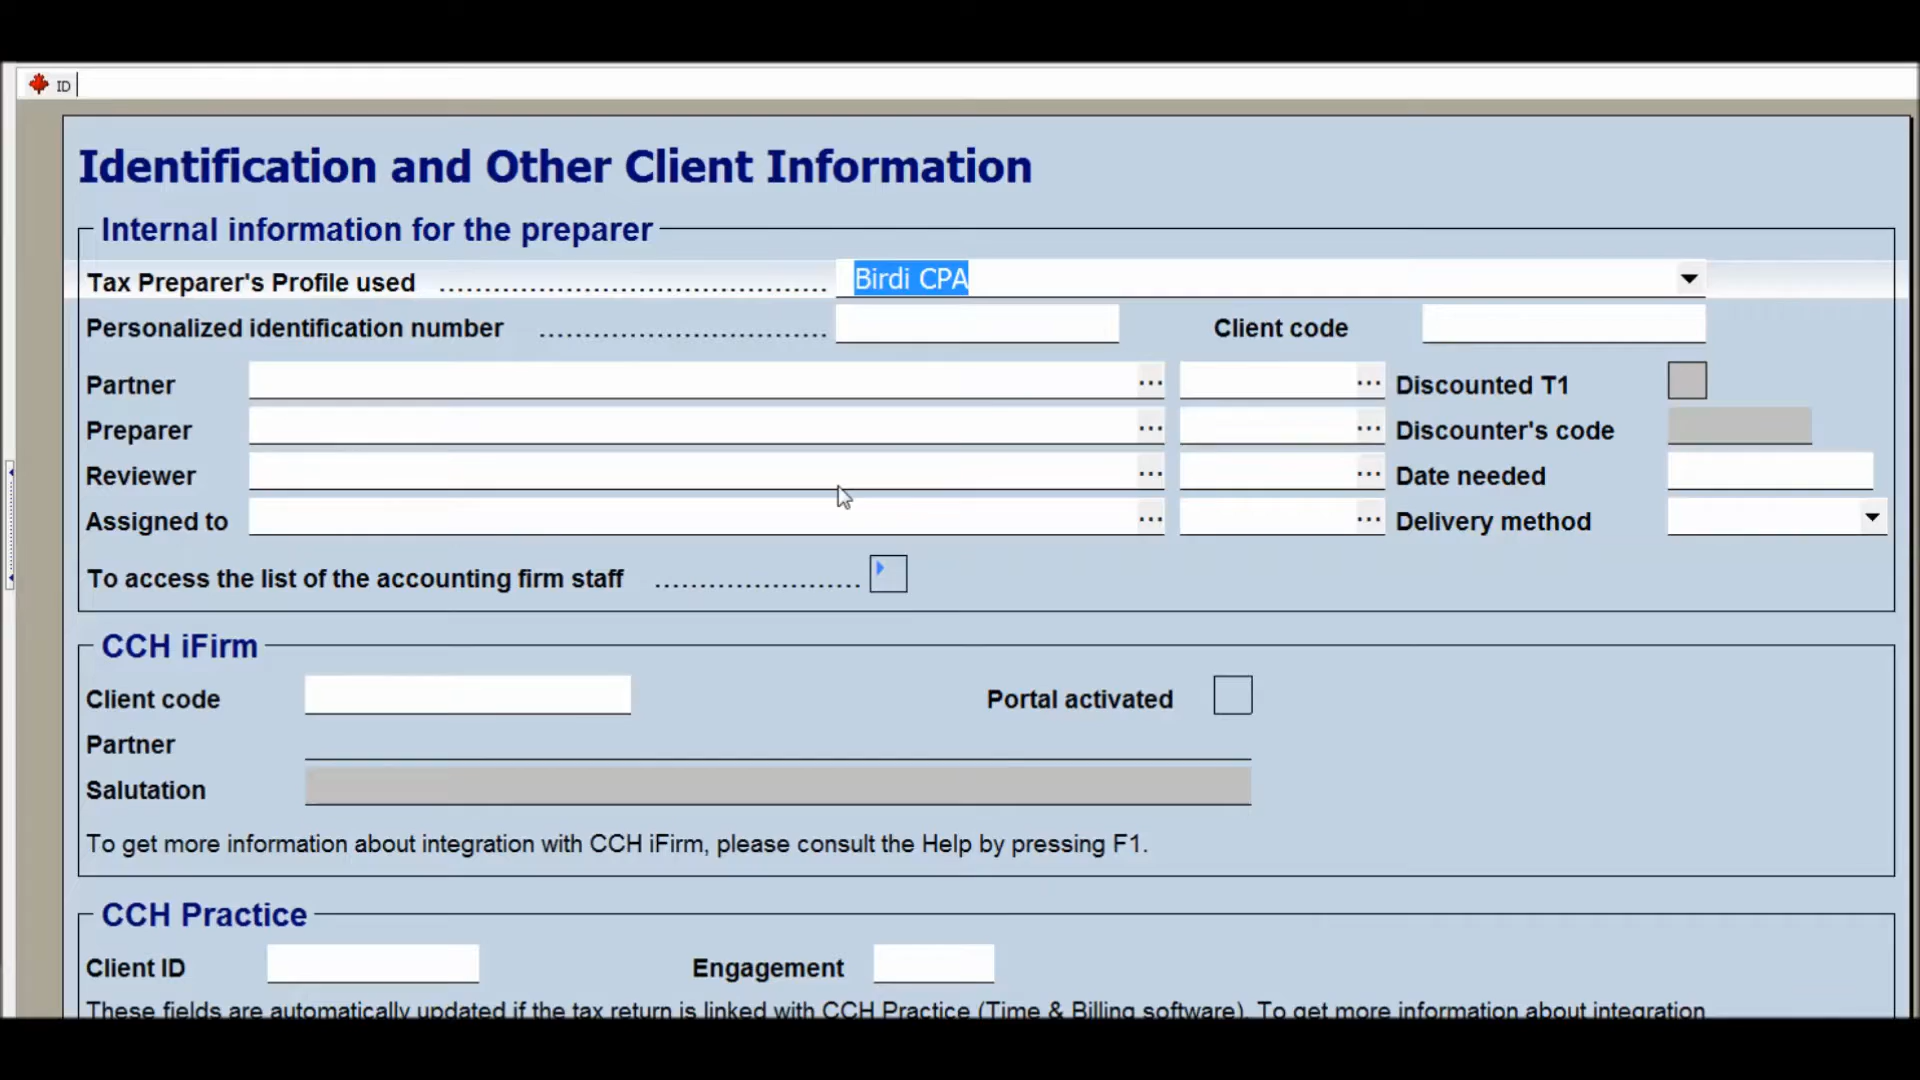 ID
Identification and Other Client Information
Internal information for the preparer
Tax Preparer's Profile used Birdi CPA
Personalized identification number Client code
Partner ... ... Discounted T1
Preparer ... ... Discounter's code
Reviewer ... ... Date needed
Assigned to ... ... Delivery method
To access the list of the accounting firm staff
CCH iFirm
Client code Portal activated
Partner
Salutation
To get more information about integration with CCH iFirm, please consult the Help by pressing F1.
CCH Practice
Client ID Engagement
These fields are automatically updated if the tax return is linked with CCH Practice (Time & Billing software). To get more information about integration